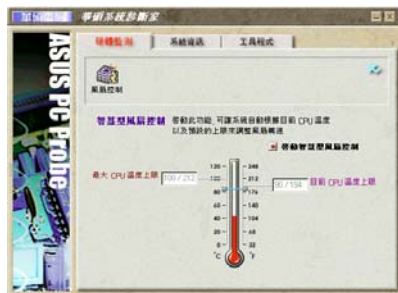 華碩系統診斷家
硬體監測 系統資訊 工具程式
ASUS PC Probe
風扇控制
智慧型風扇控制 啓動此功能, 可讓系統自動根據目前 CPU 溫度
以及預設的上限來調整風扇轉速
啓動智慧型風扇控制
最大 CPU 溫度上限 100 / 212
90 / 194 目前 CPU 溫度上限
120 248
100 212
80 176
60 140
40 104
20 68
0 32
°C °F